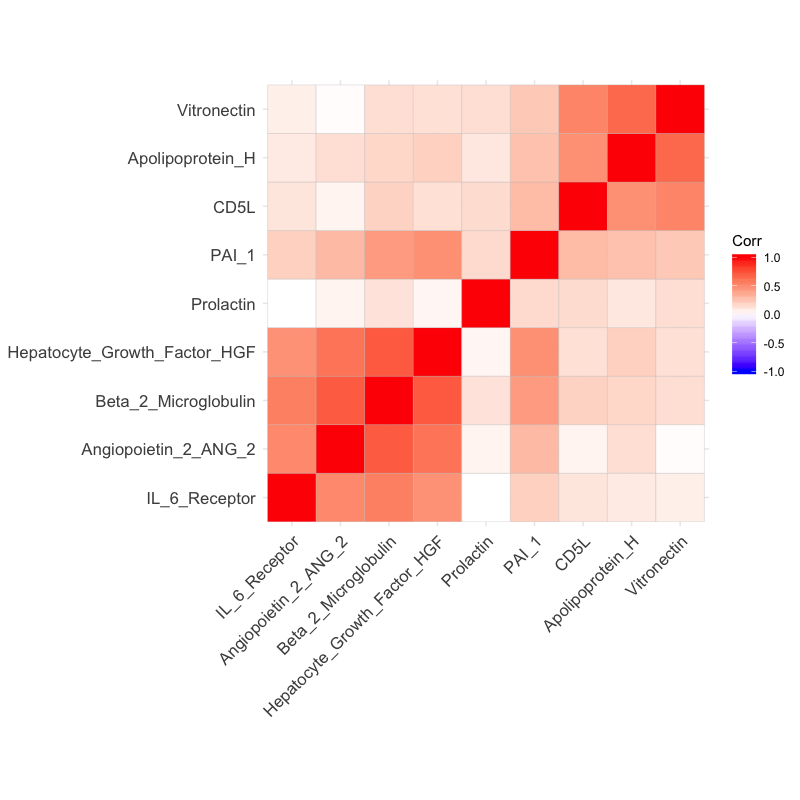 Vitronectin
Apolipoprotein_H
CD5L
PAI_1
Prolactin
Hepatocyte_Growth_Factor_HGF
Beta_2_Microglobulin
Angiopoietin_2_ANG_2
IL_6_Receptor
IL_6_Receptor
Angiopoietin_2_ANG_2
Beta_2_Microglobulin
Hepatocyte_Growth_Factor_HGF
Prolactin
PAI_1
CD5L
Apolipoprotein_H
Vitronectin
Corr
1.0
0.5
0.0
-0.5
-1.0